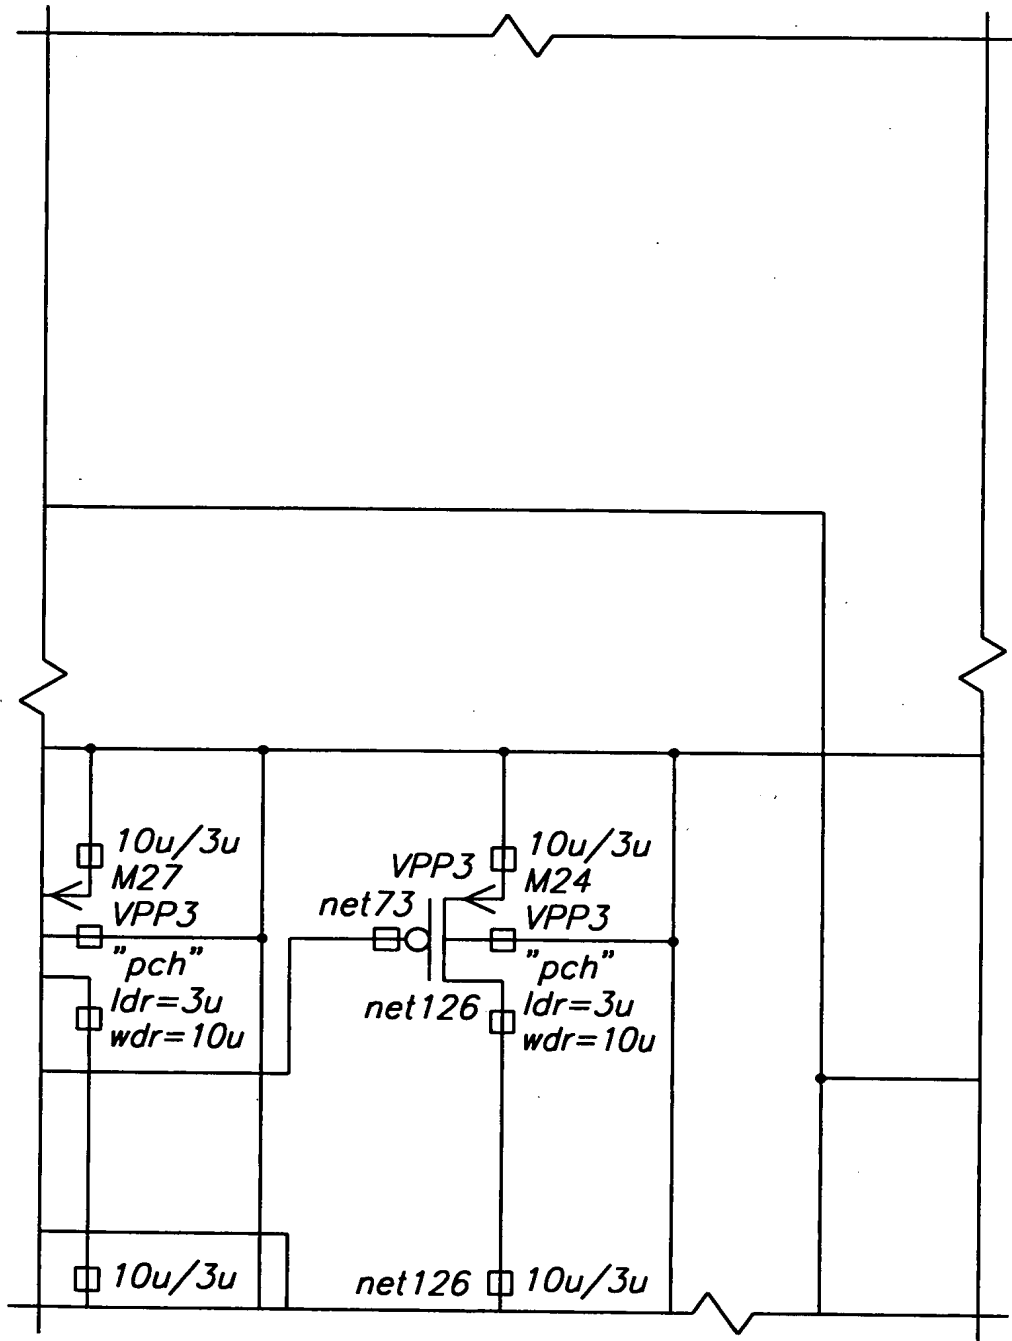 10u/3u
M27
VPP3
"pch"
ldr=3u
wdr=10u
VPP3
net73
net126
10u/3u
M24
VPP3
"pch"
ldr=3u
wdr=10u
10u/3u
net126
10u/3u